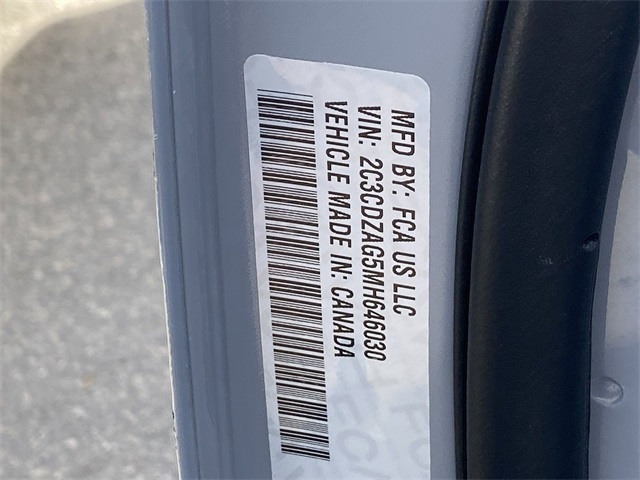 MFD BY: FCA US LLC
VIN: 2C3CDZAG5MH646030
VEHICLE MADE IN: CANADA